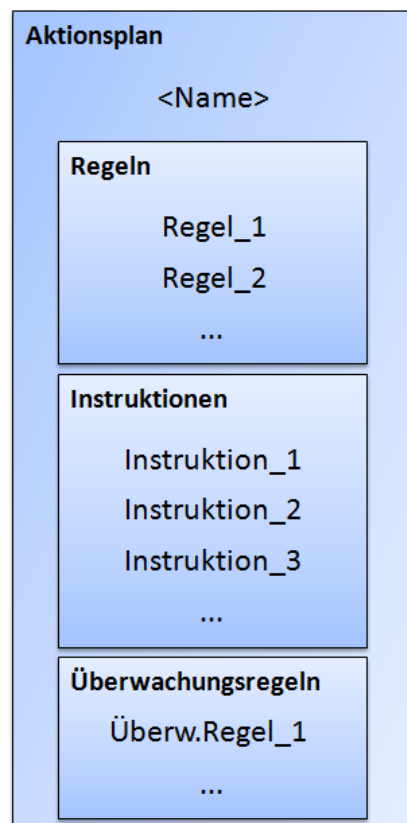 Aktionsplan
<Name>
Regeln
Regel_1
Regel_2
...
Instruktionen
Instruktion_1
Instruktion_2
Instruktion_3
...
Überwachungsregeln
Überw.Regel_1
...